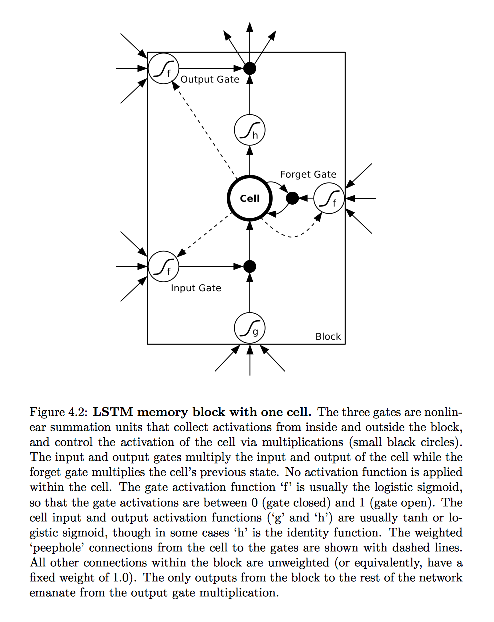 f
Output Gate
h
Forget Gate
Cell
f
f
Input Gate
g
Block
Figure 4.2: LSTM memory block with one cell. The three gates are nonlin-
ear summation units that collect activations from inside and outside the block,
and control the activation of the cell via multiplications (small black circles).
The input and output gates multiply the input and output of the cell while the
forget gate multiplies the cell's previous state. No activation function is applied
within the cell. The gate activation function ‘f’ is usually the logistic sigmoid,
so that the gate activations are between 0 (gate closed) and 1 (gate open). The
cell input and output activation functions (‘g’ and ‘h’) are usually tanh or lo-
gistic sigmoid, though in some cases ‘h’ is the identity function. The weighted
‘peephole’ connections from the cell to the gates are shown with dashed lines.
All other connections within the block are unweighted (or equivalently, have a
fixed weight of 1.0). The only outputs from the block to the rest of the network
emanate from the output gate multiplication.